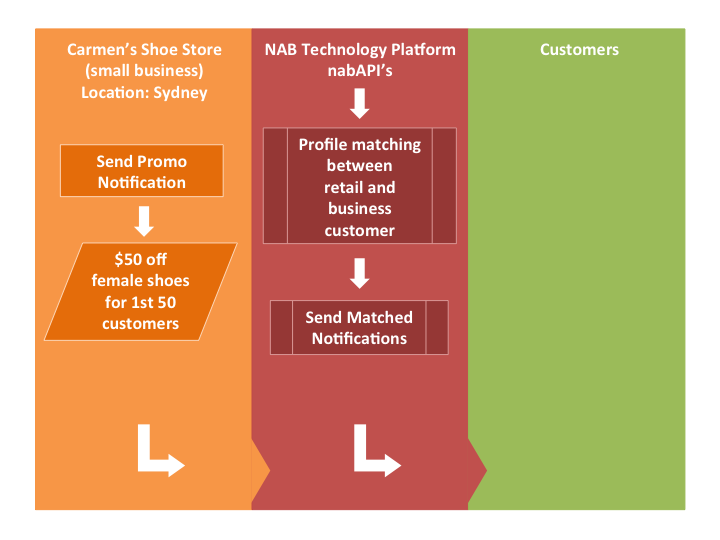 Carmen’s Shoe Store
(small business)
Location: Sydney
Send Promo
Notification
$50 off
female shoes
for 1st 50
customers
NAB Technology Platform
nabAPI’s
Profile matching
between
retail and
business
customer
Send Matched
Notifications
Customers